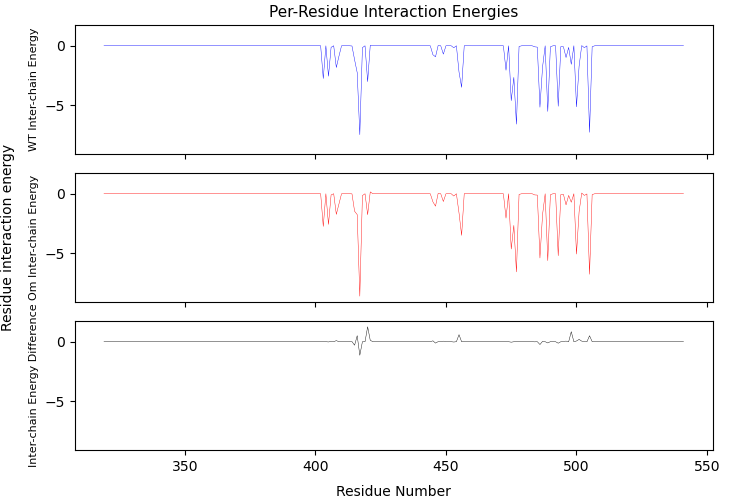 Per-Residue Interaction Energies
Residue interaction energy
WT Inter-chain Energy
0
−5
Om Inter-chain Energy
0
−5
Inter-chain Energy Difference
0
−5
350
400
450
500
550
Residue Number